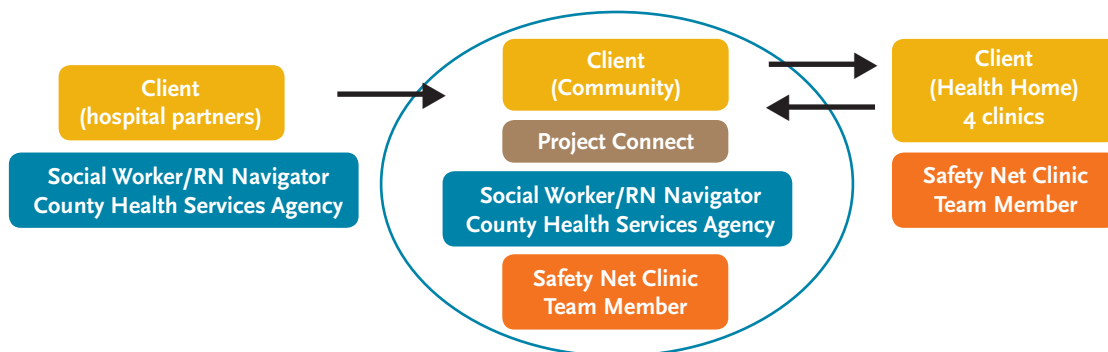 Client
(hospital partners)
Social Worker/RN Navigator
County Health Services Agency
Client
(Community)
Project Connect
Social Worker/RN Navigator
County Health Services Agency
Safety Net Clinic
Team Member
Client
(Health Home)
4 clinics
Safety Net Clinic
Team Member